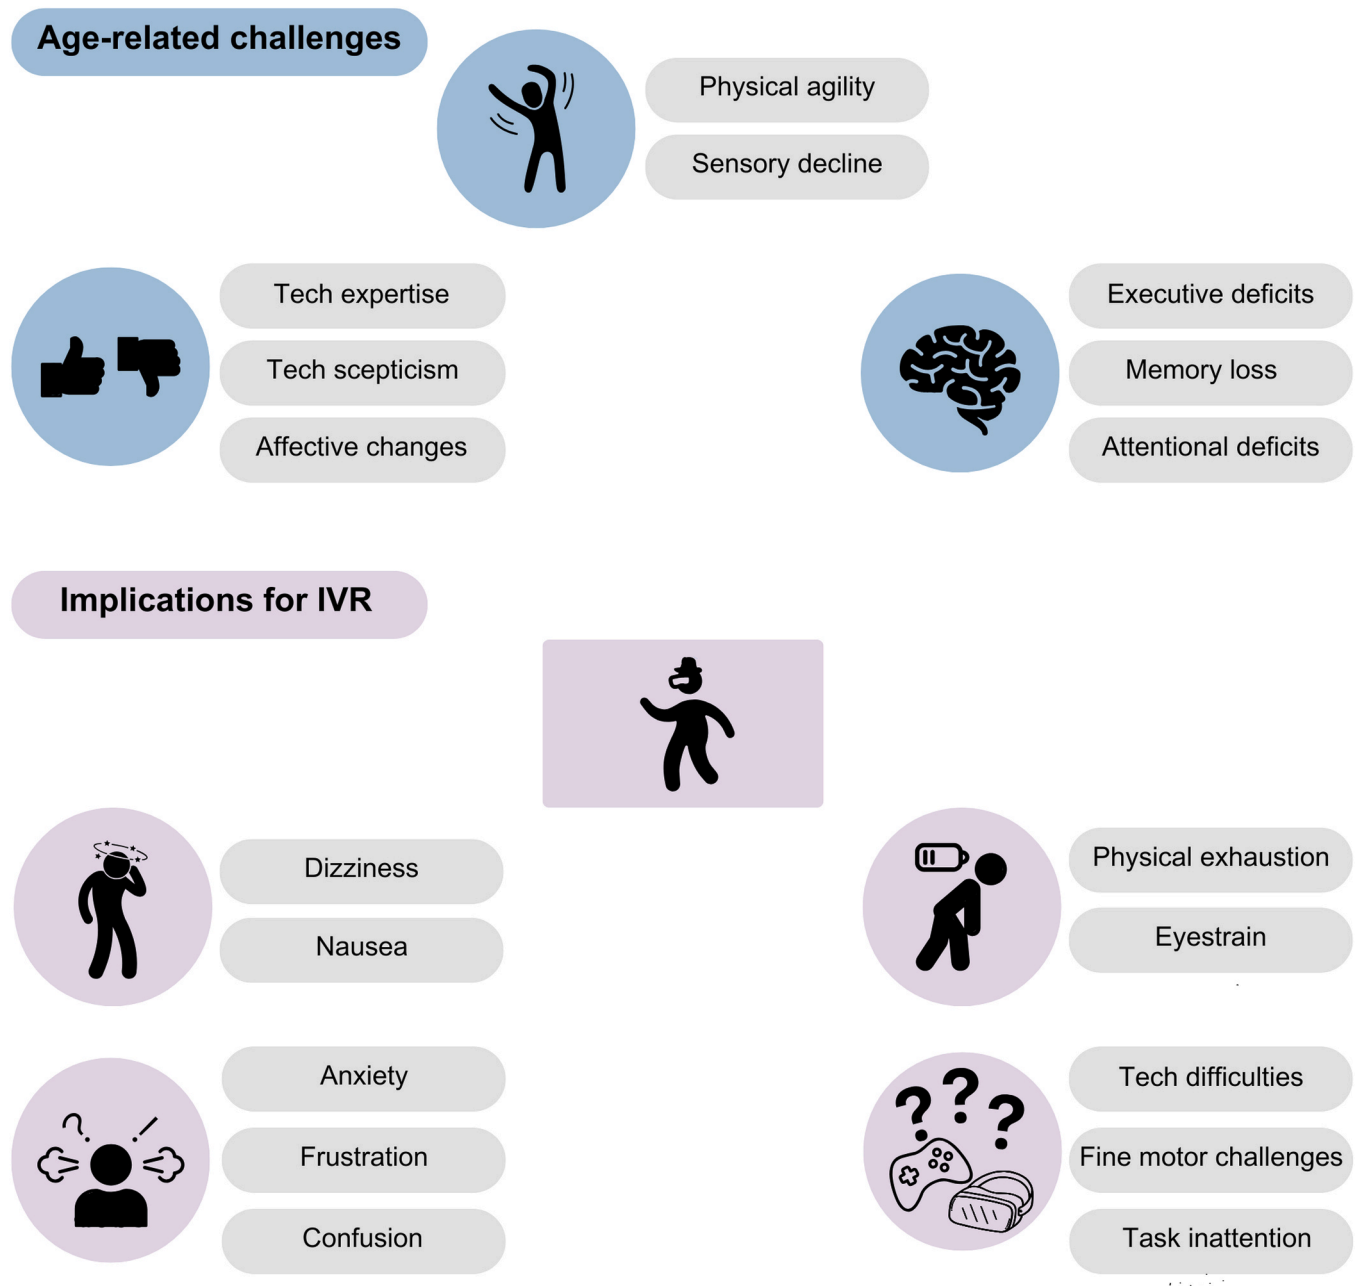 Age-related challenges
Physical agility
Sensory decline
Tech expertise
Tech scepticism
Affective changes
Executive deficits
Memory loss
Attentional deficits
Implications for IVR
Dizziness
Nausea
Physical exhaustion
Eyestrain
Anxiety
Frustration
Confusion
? ? ?
Tech difficulties
Fine motor challenges
Task inattention